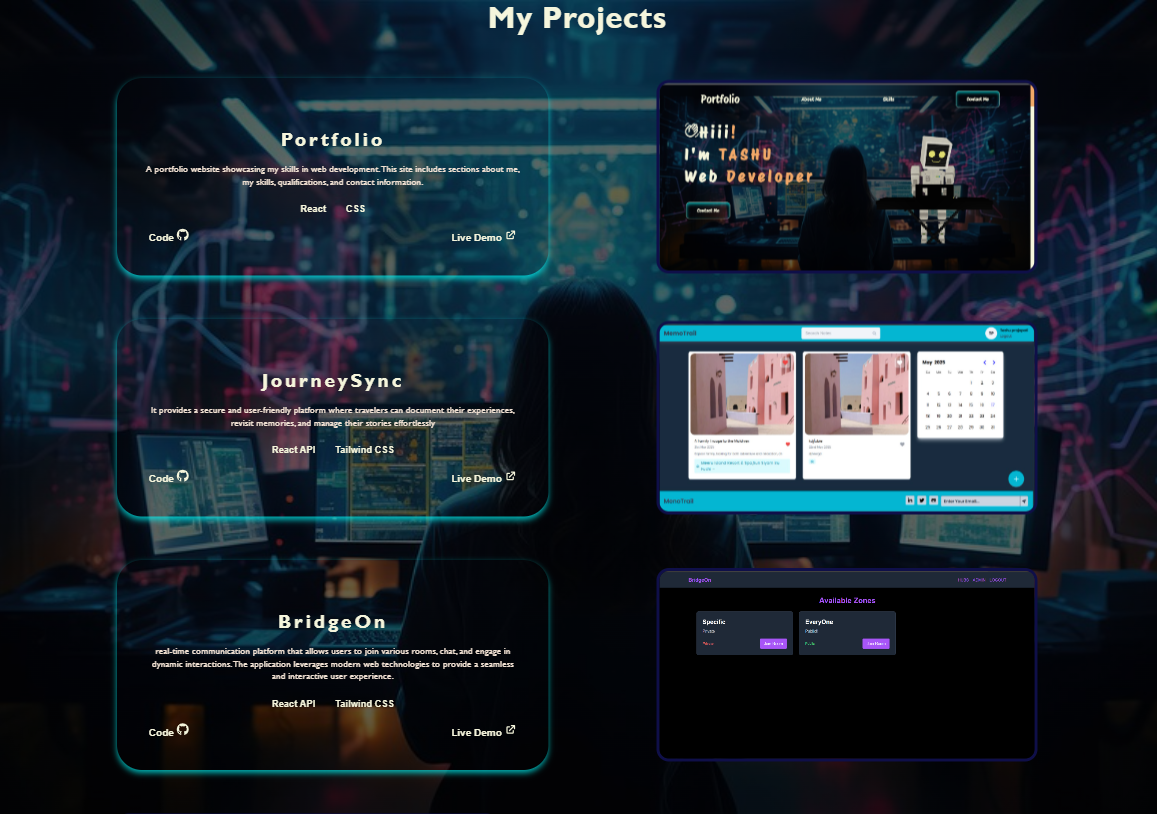 My Projects
Portfolio
A portfolio website showcasing my skills in web development.This site includes sections about me,
my skills, qualifications, and contact information.
React CSS
Code Live Demo
Portfolio About Me Skills Contact Me
Hiii!
I'm TASHU
Web Developer
Contact Me
JourneySync
It provides a secure and user-friendly platform where travelers can document their experiences,
revisit memories, and manage their stories effortlessly
React API Tailwind CSS
Code Live Demo
MemoTrail
May 2025
MemoTrail Enter Your Email...
BridgeOn
real-time communication platform that allows users to join various rooms, chat, and engage in
dynamic interactions.The application leverages modern web technologies to provide a seamless
and interactive user experience.
React API Tailwind CSS
Code Live Demo
BridgeOn ADMIN LOGOUT
Available Zones
Specific EveryOne
Private